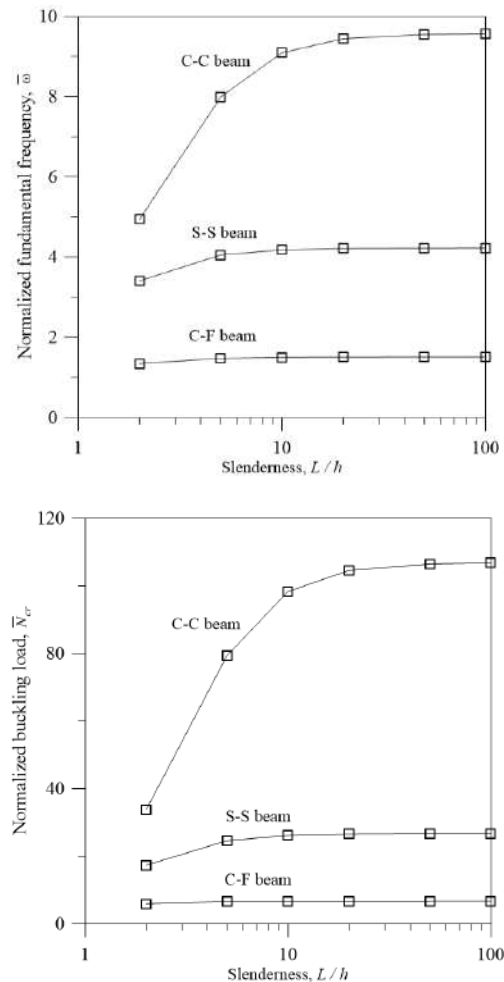 10
8
6
4
2
0
Normalized fundamental frequency, ω̅
C-C beam
S-S beam
C-F beam
1
10
100
Slenderness, L / h
120
80
40
0
Normalized buckling load, N̅cr
C-C beam
S-S beam
C-F beam
1
10
100
Slenderness, L / h